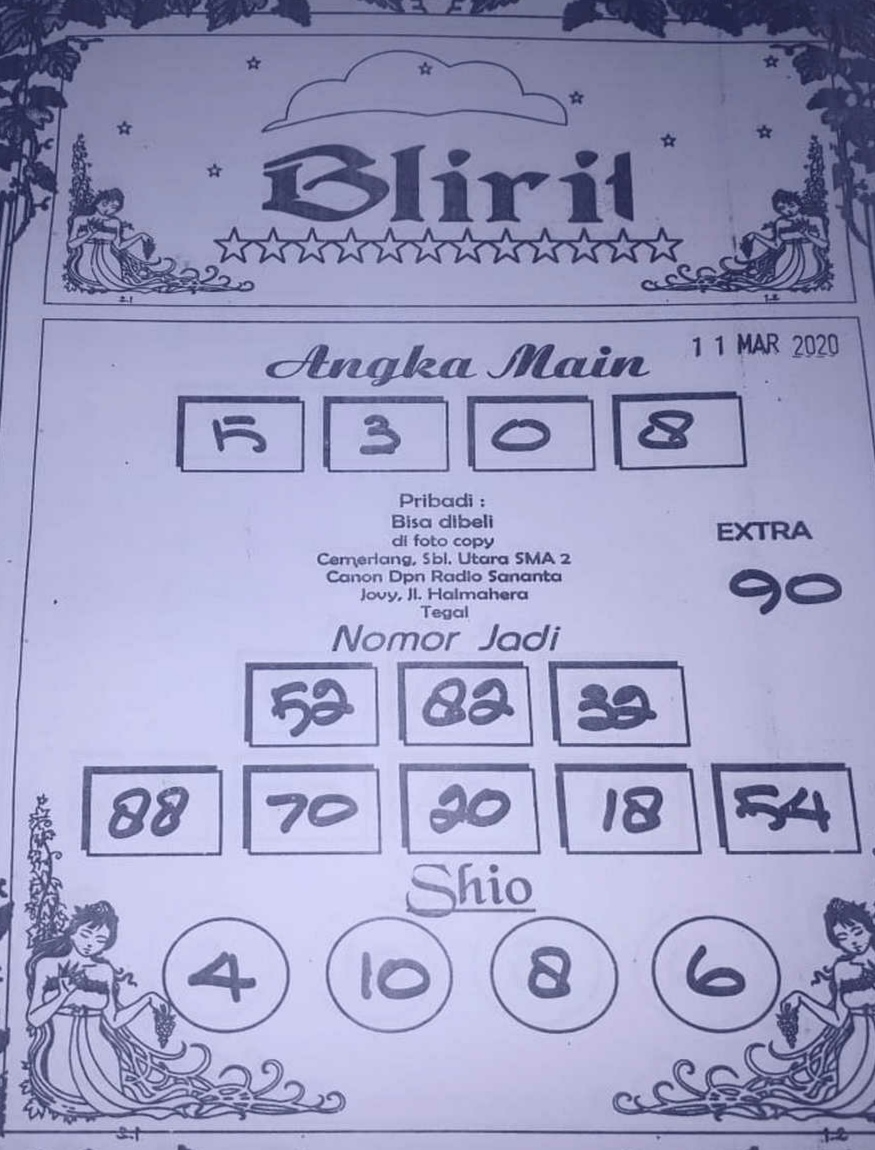 Blirit
Angka Main
11 MAR 2020
5 3 0 8
Pribadi :
Bisa dibeli
di foto copy
Cemerlang, Sbl. Utara SMA 2
Canon Dpn Radio Sananta
Jovy, Jl. Halmahera
Tegal
EXTRA
90
Nomor Jadi
52 82 32
88 70 20 18 54
Shio
4 10 8 6